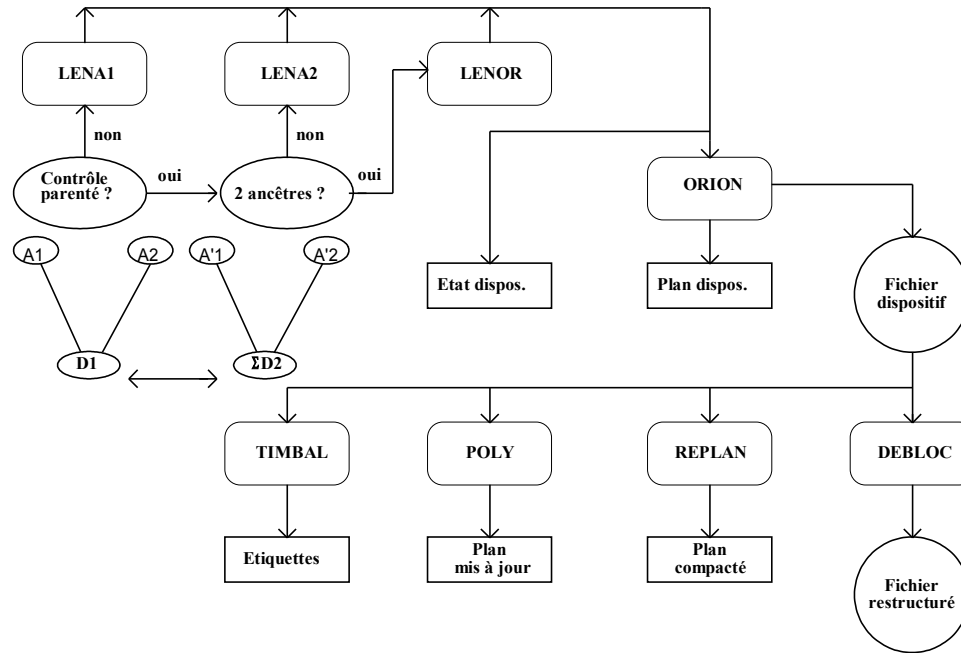 LENA1
LENA2
LENOR
non
non
Contrôle
parenté ?
oui
2 ancêtres ?
oui
ORION
A1
A2
A'1
A'2
Etat dispos.
Plan dispos.
Fichier
dispositif
D1
ΣD2
TIMBAL
POLY
REPLAN
DEBLOC
Etiquettes
Plan
mis à jour
Plan
compacté
Fichier
restructuré